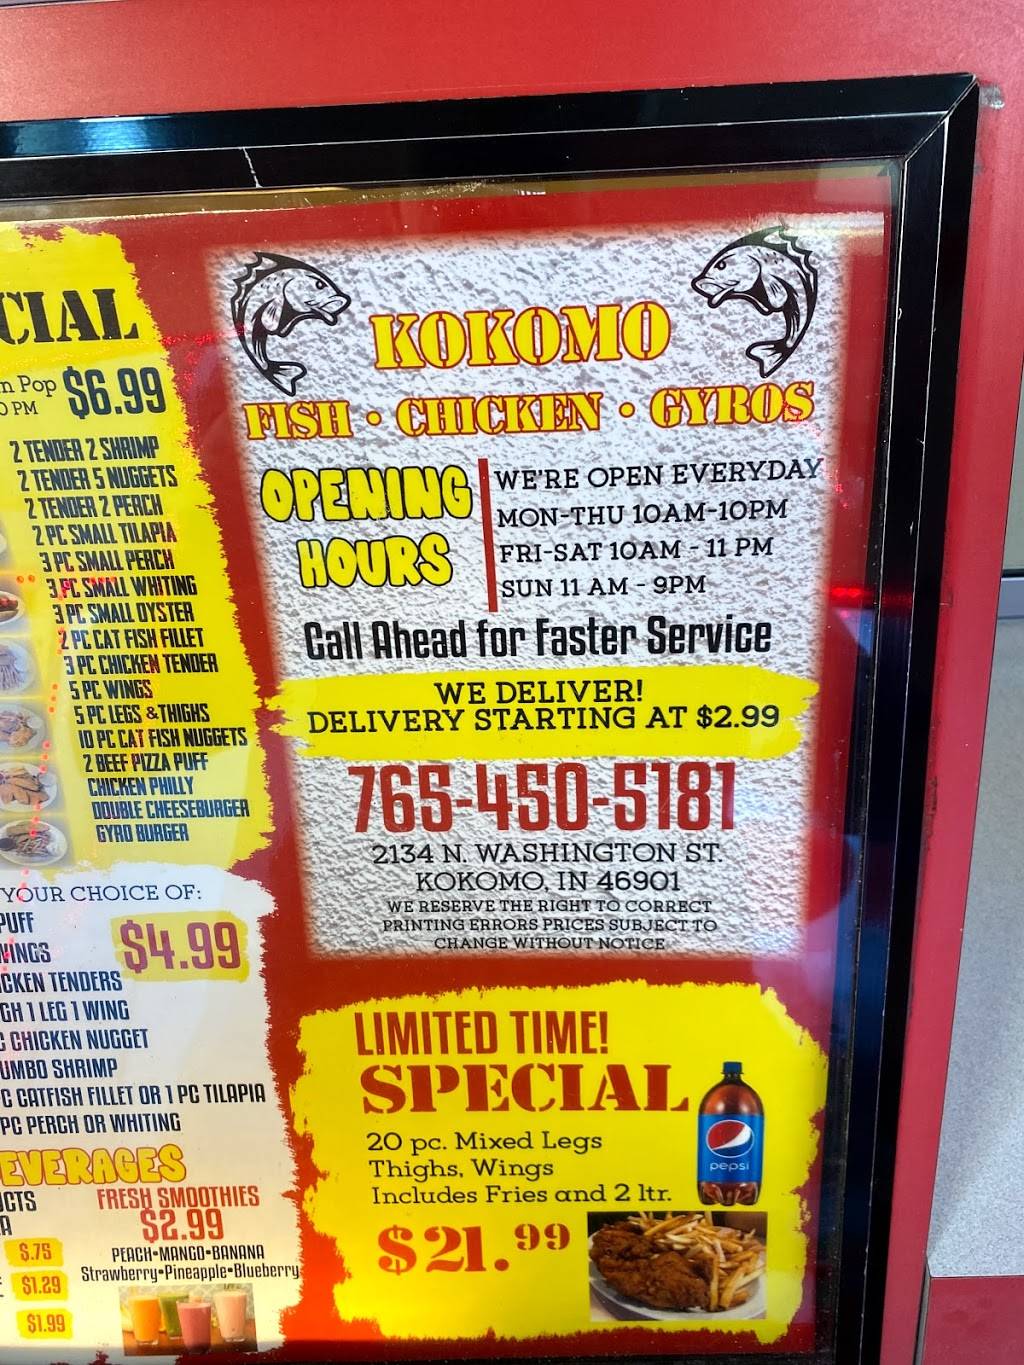 CIAL
n Pop $6.99
0 PM
2 TENDER 2 SHRIMP
2 TENDER 5 NUGGETS
2 TENDER 2 PERCH
2 PC SMALL TILAPIA
3 PC SMALL PERCH
3 PC SMALL WHITING
3 PC SMALL OYSTER
2 PC CAT FISH FILLET
3 PC CHICKEN TENDER
5 PC WINGS
5 PC LEGS & THIGHS
10 PC CAT FISH NUGGETS
2 BEEF PIZZA PUFF
CHICKEN PHILLY
DOUBLE CHEESEBURGER
GYRO BURGER
YOUR CHOICE OF:
PUFF
WINGS
$4.99
CKEN TENDERS
GH 1 LEG 1 WING
C CHICKEN NUGGET
UMBO SHRIMP
C CATFISH FILLET OR 1 PC TILAPIA
PC PERCH OR WHITING
EVERAGES
UCTS
A
$.75
$1.29
$1.99
FRESH SMOOTHIES
$2.99
PEACH•MANGO•BANANA
Strawberry•Pineapple•Blueberry
KOKOMO
FISH • CHICKEN • GYROS
OPENING
HOURS
WE'RE OPEN EVERYDAY
MON-THU 10AM-10PM
FRI-SAT 10AM - 11 PM
SUN 11 AM - 9PM
Call Ahead for Faster Service
WE DELIVER!
DELIVERY STARTING AT $2.99
765-450-5181
2134 N. WASHINGTON ST.
KOKOMO, IN 46901
WE RESERVE THE RIGHT TO CORRECT
PRINTING ERRORS PRICES SUBJECT TO
CHANGE WITHOUT NOTICE
LIMITED TIME!
SPECIAL
20 pc. Mixed Legs
Thighs, Wings
Includes Fries and 2 ltr.
$21.99
pepsi